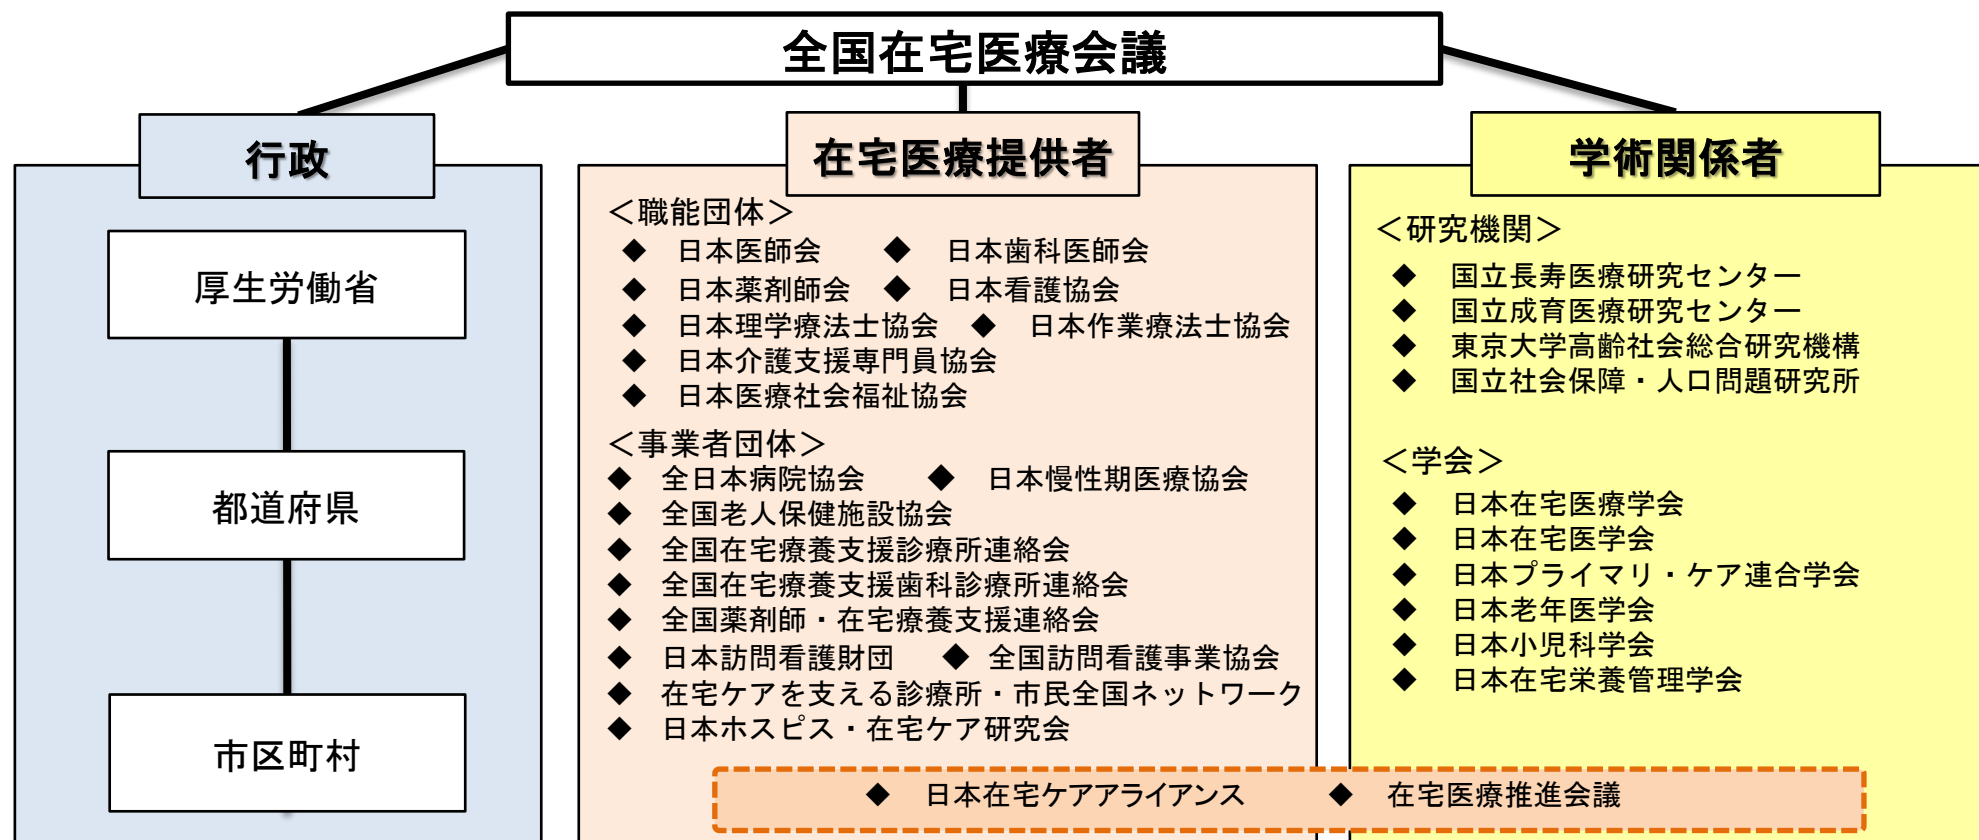 全国在宅医療会議
行政
厚生労働省
都道府県
市区町村
在宅医療提供者
＜職能団体＞
◆ 日本医師会 ◆ 日本歯科医師会
◆ 日本薬剤師会 ◆ 日本看護協会
◆ 日本理学療法士協会 ◆ 日本作業療法士協会
◆ 日本介護支援専門員協会
◆ 日本医療社会福祉協会
＜事業者団体＞
◆ 全日本病院協会 ◆ 日本慢性期医療協会
◆ 全国老人保健施設協会
◆ 全国在宅療養支援診療所連絡会
◆ 全国在宅療養支援歯科診療所連絡会
◆ 全国薬剤師・在宅療養支援連絡会
◆ 日本訪問看護財団 ◆ 全国訪問看護事業協会
◆ 在宅ケアを支える診療所・市民全国ネットワーク
◆ 日本ホスピス・在宅ケア研究会
学術関係者
＜研究機関＞
◆ 国立長寿医療研究センター
◆ 国立成育医療研究センター
◆ 東京大学高齢社会総合研究機構
◆ 国立社会保障・人口問題研究所
＜学会＞
◆ 日本在宅医療学会
◆ 日本在宅医学会
◆ 日本プライマリ・ケア連合学会
◆ 日本老年医学会
◆ 日本小児科学会
◆ 日本在宅栄養管理学会
◆ 日本在宅ケアアライアンス ◆ 在宅医療推進会議